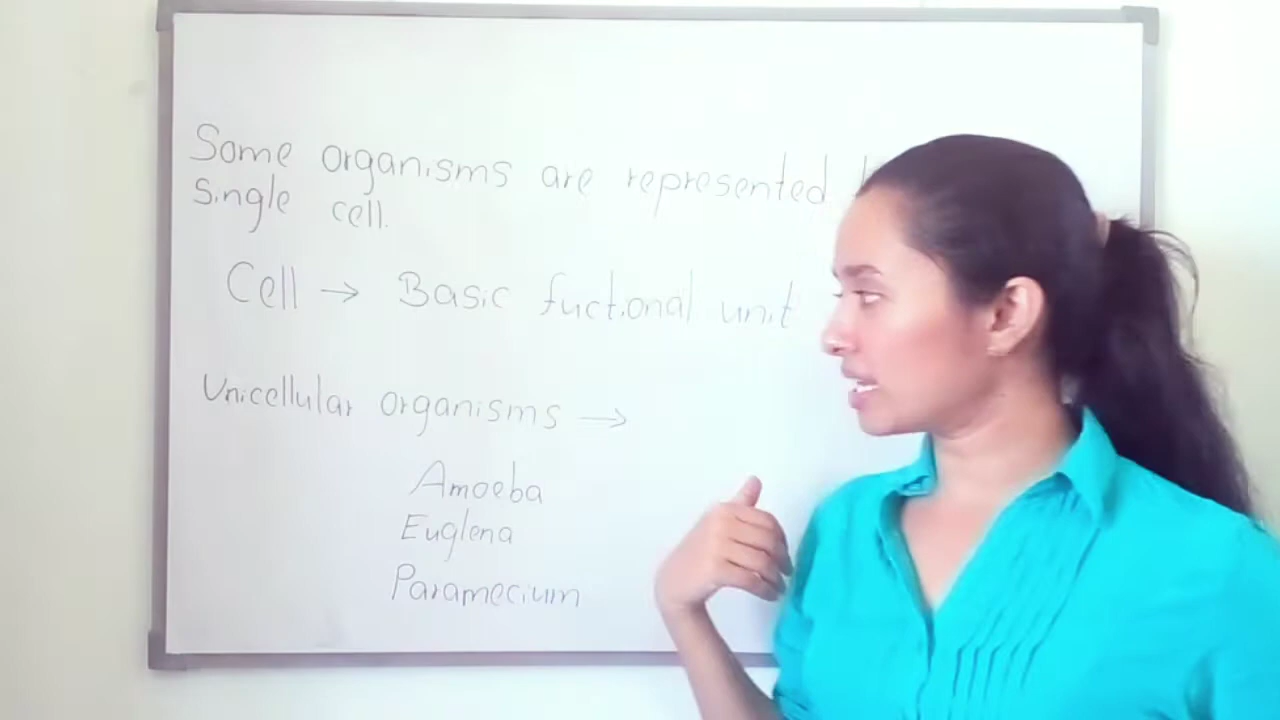 Some organisms are represented
Single cell.
Cell → Basic fuctional unit
Unicellular organisms →
Amoeba
Euglena
Paramecium